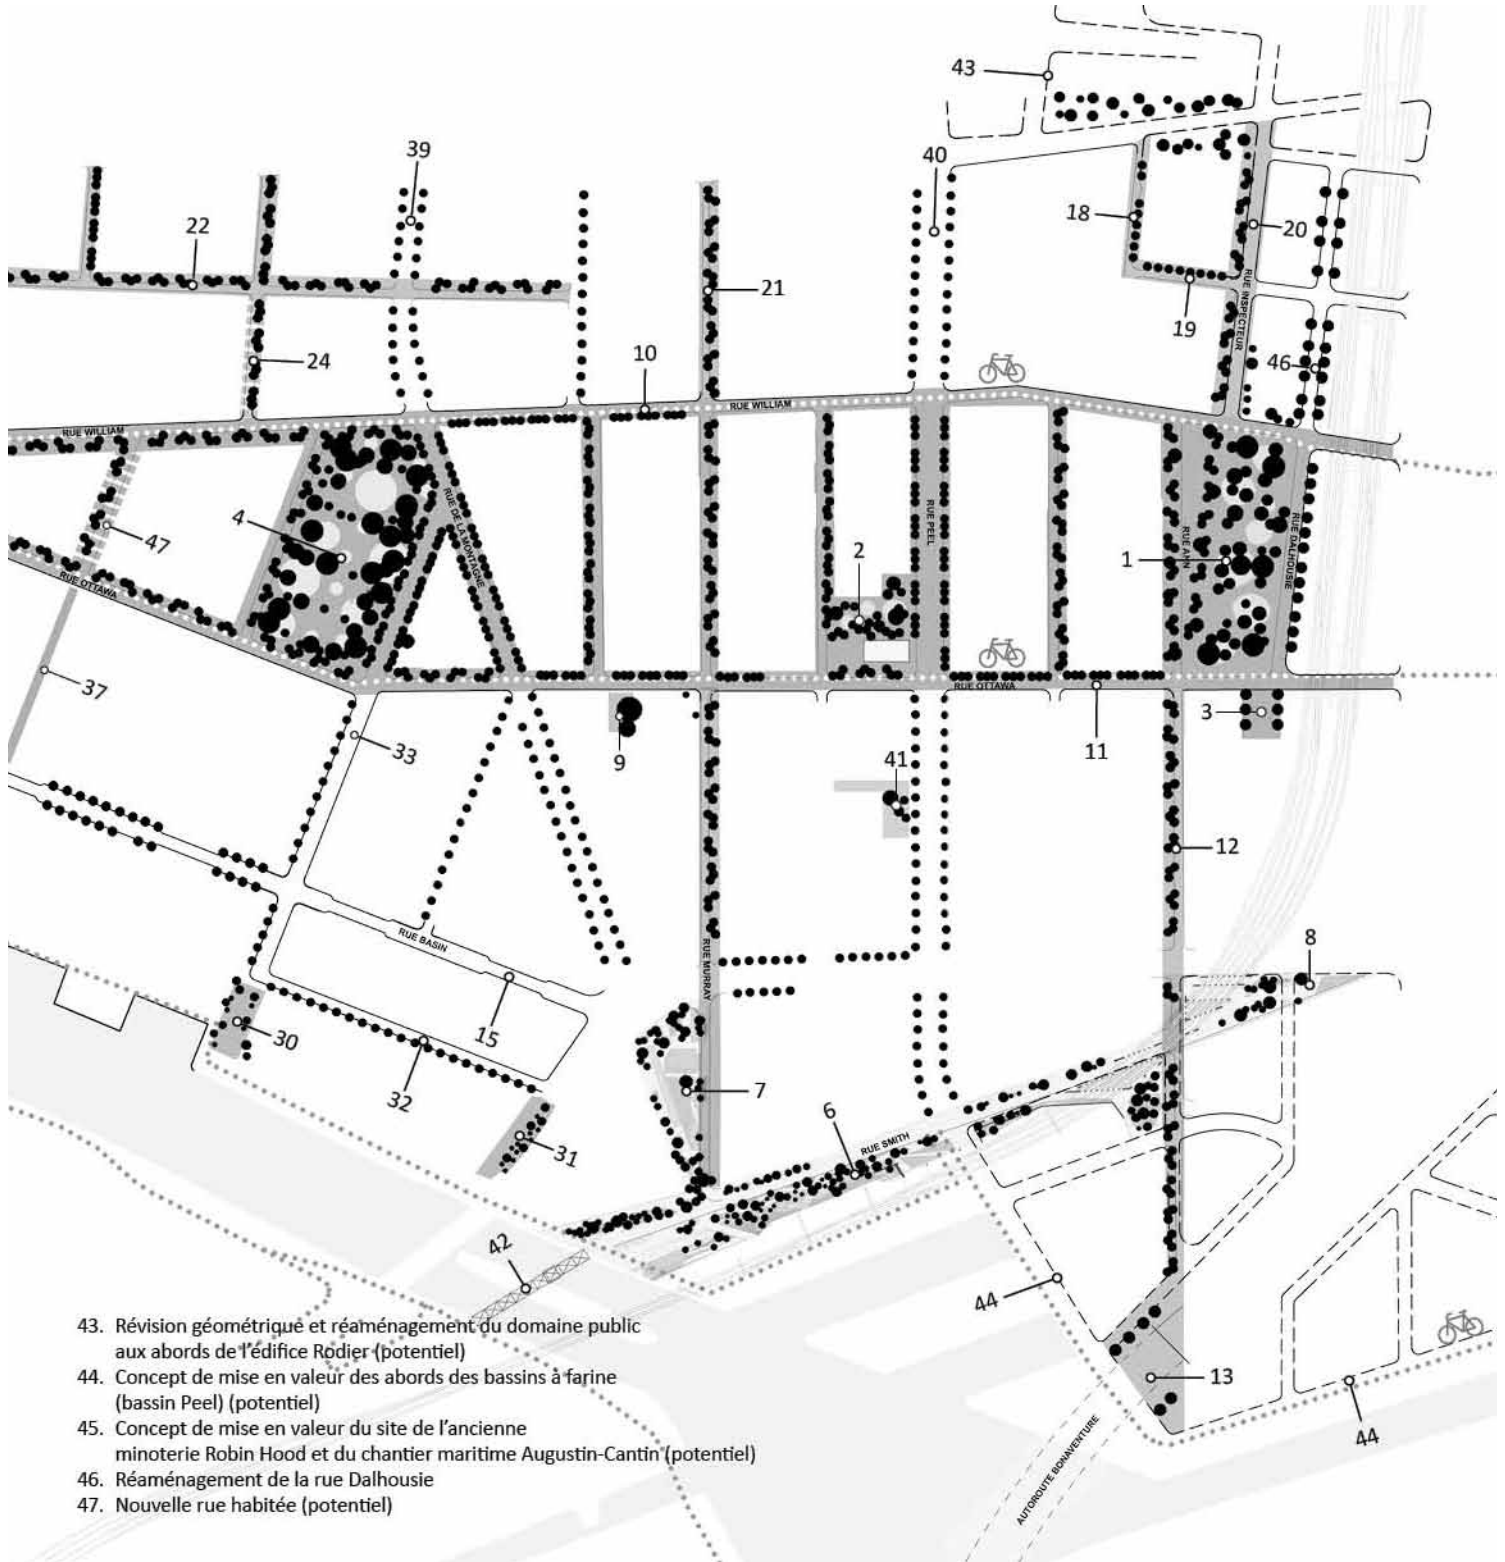 43
39
40
18
20
22
21
19
RUE INSPECTEUR
24
10
46
RUE WILLIAM
RUE WILLIAM
4
47
RUE DE LA MONTAGNE
RUE PEEL
2
1
RUE ANN
RUE DALHOUSIE
RUE OTTAWA
37
RUE OTTAWA
3
33
9
41
11
12
RUE BASIN
RUE MURRAY
8
30
15
32
7
6
RUE SMITH
31
42
44
13
44
AUTOROUTE BONAVENTURE
43. Révision géométrique et réaménagement du domaine public
aux abords de l'édifice Rodier (potentiel)
44. Concept de mise en valeur des abords des bassins à farine
(bassin Peel) (potentiel)
45. Concept de mise en valeur du site de l'ancienne
minoterie Robin Hood et du chantier maritime Augustin-Cantin (potentiel)
46. Réaménagement de la rue Dalhousie
47. Nouvelle rue habitée (potentiel)